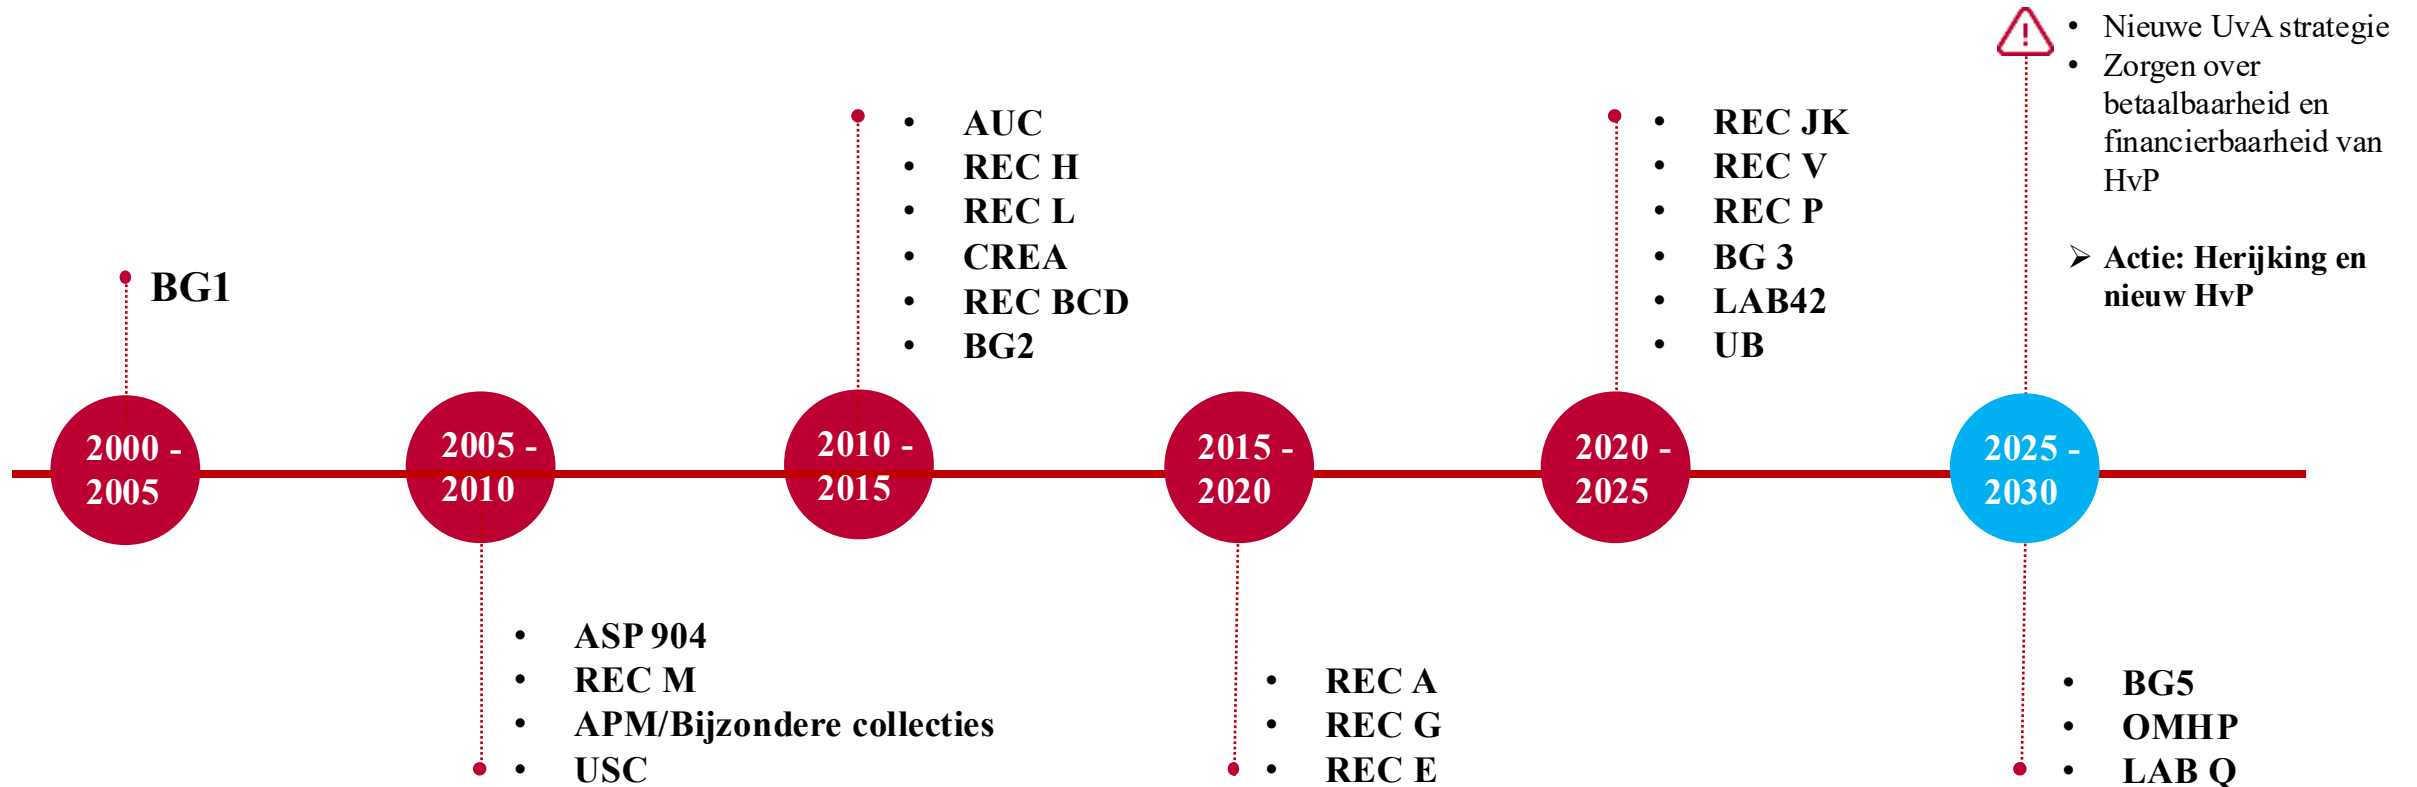 BG1
2000 -
2005
2005 -
2010
• ASP 904
• REC M
• APM/Bijzondere collecties
• USC
• AUC
• REC H
• REC L
• CREA
• REC BCD
• BG2
2010 -
2015
2015 -
2020
• REC A
• REC G
• REC E
• REC JK
• REC V
• REC P
• BG 3
• LAB42
• UB
2020 -
2025
• Nieuwe UvA strategie
• Zorgen over
betaalbaarheid en
financierbaarheid van
HvP
➢ Actie: Herijking en
nieuw HvP
2025 -
2030
• BG5
• OMHP
• LAB Q